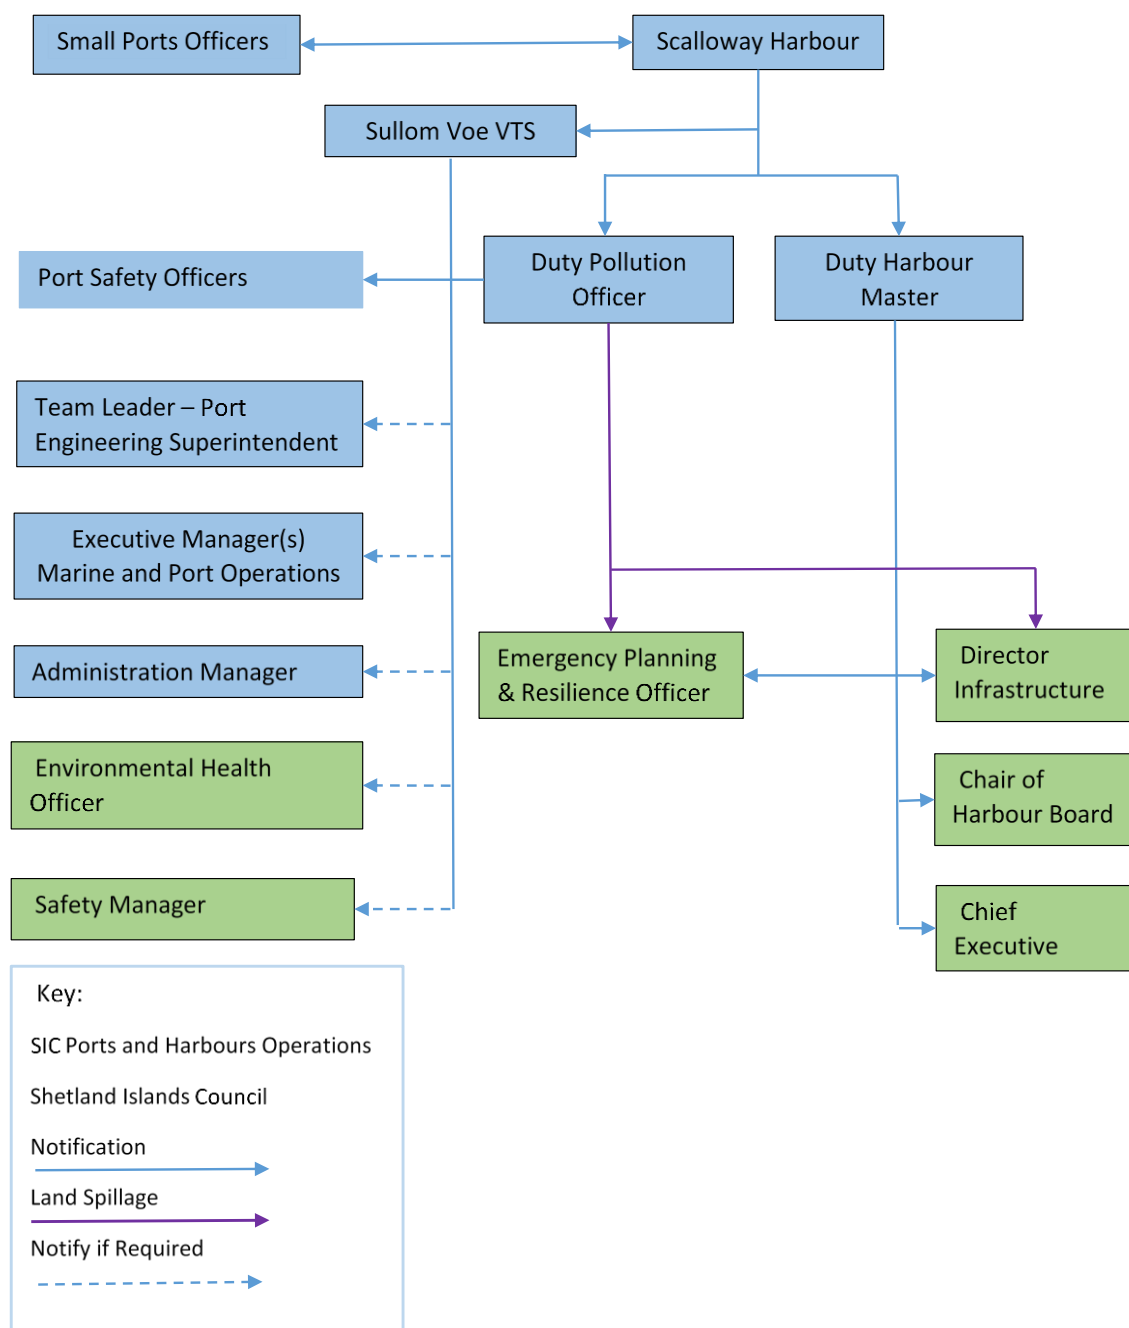 Small Ports Officers
Scalloway Harbour
Sullom Voe VTS
Duty Pollution
Officer
Duty Harbour
Master
Port Safety Officers
Team Leader – Port
Engineering Superintendent
Executive Manager(s)
Marine and Port Operations
Administration Manager
Emergency Planning
& Resilience Officer
Director
Infrastructure
Environmental Health
Officer
Chair of
Harbour Board
Safety Manager
Chief
Executive
Key:
SIC Ports and Harbours Operations
Shetland Islands Council
Notification
Land Spillage
Notify if Required